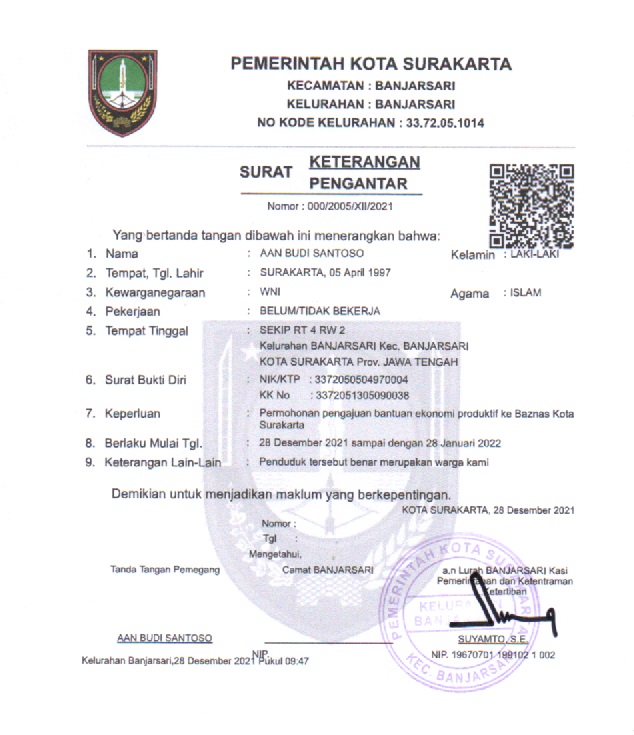 PEMERINTAH KOTA SURAKARTA
KECAMATAN : BANJARSARI
KELURAHAN : BANJARSARI
NO KODE KELURAHAN : 33.72.05.1014
SURAT KETERANGAN
PENGANTAR
Nomor : 000/2005/XII/2021
Yang bertanda tangan dibawah ini menerangkan bahwa:
1. Nama : AAN BUDI SANTOSO Kelamin : LAKI-LAKI
2. Tempat, Tgl. Lahir : SURAKARTA, 05 April 1997
3. Kewarganegaraan : WNI Agama : ISLAM
4. Pekerjaan : BELUM/TIDAK BEKERJA
5. Tempat Tinggal : SEKIP RT 4 RW 2
Kelurahan BANJARSARI Kec. BANJARSARI
KOTA SURAKARTA Prov. JAWA TENGAH
6. Surat Bukti Diri : NIK/KTP : 3372050504970004
KK No : 3372051305090038
7. Keperluan : Permohonan pengajuan bantuan ekonomi produktif ke Baznas Kota
Surakarta
8. Berlaku Mulai Tgl. : 28 Desember 2021 sampai dengan 28 Januari 2022
9. Keterangan Lain-Lain : Penduduk tersebut benar merupakan warga kami
Demikian untuk menjadikan maklum yang berkepentingan.
KOTA SURAKARTA, 28 Desember 2021
Nomor :
Tgl :
Mengetahui,
Tanda Tangan Pemegang Camat BANJARSARI a.n Lurah BANJARSARI Kasi
Pemerintahan dan Ketentraman
Ketertiban
PEMERINTAH KOTA SURAKARTA
KELURAHAN
BANJARSARI
KEC. BANJARSARI
AAN BUDI SANTOSO SUYAMTO, S.E.
NIP. NIP. 19670701 199102 1 002
Kelurahan Banjarsari,28 Desember 2021 Pukul 09:47